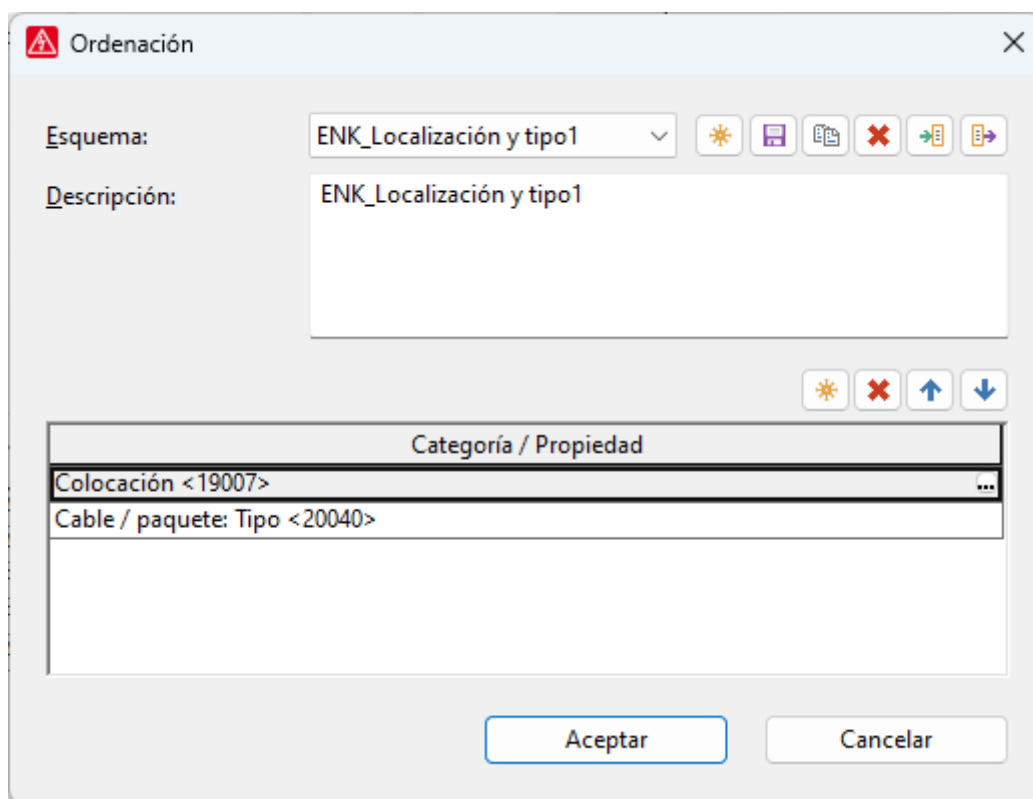 Ordenación
Esquema: ENK_Localización y tipo1
Descripción: ENK_Localización y tipo1
Categoría / Propiedad
Colocación <19007> ...
Cable / paquete: Tipo <20040>
Aceptar Cancelar